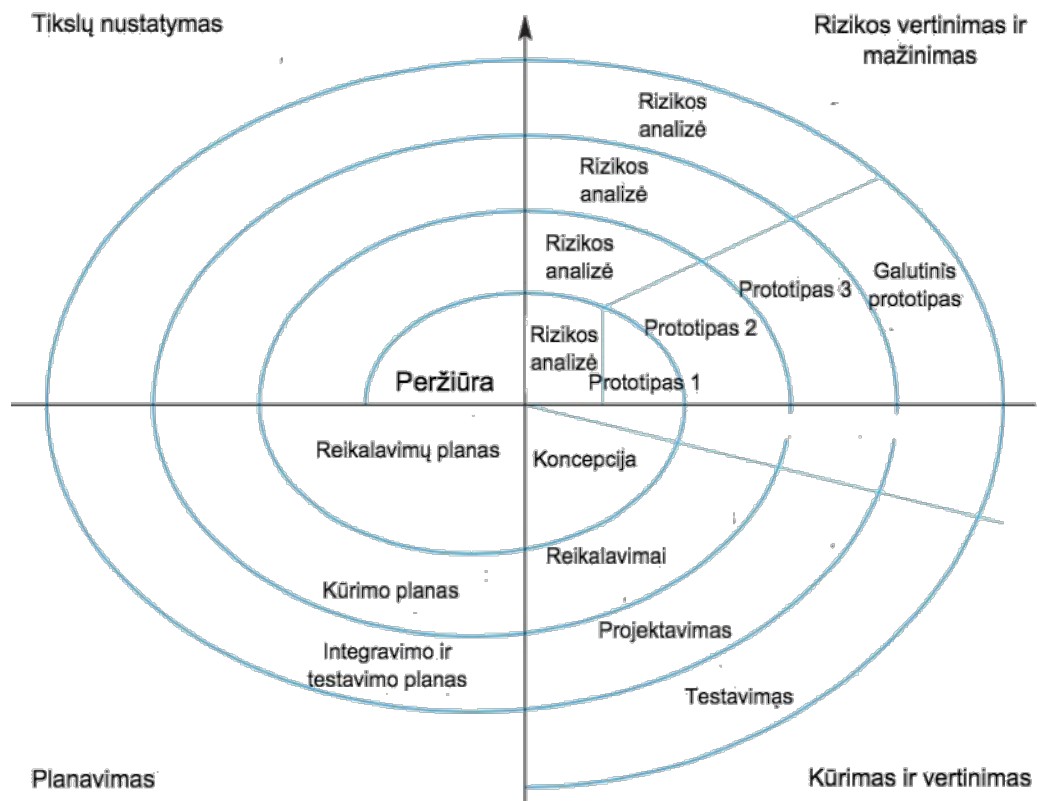 Tikslų nustatymas
Rizikos vertinimas ir
mažinimas
Rizikos
analizė
Rizikos
analizė
Rizikos
analizė
Rizikos
analizė
Galutinis
prototipas
Prototipas 3
Prototipas 2
Prototipas 1
Peržiūra
Reikalavimų planas
Koncepcija
Kūrimo planas
Reikalavimai
Integravimo ir
testavimo planas
Projektavimas
Testavimas
Planavimas
Kūrimas ir vertinimas